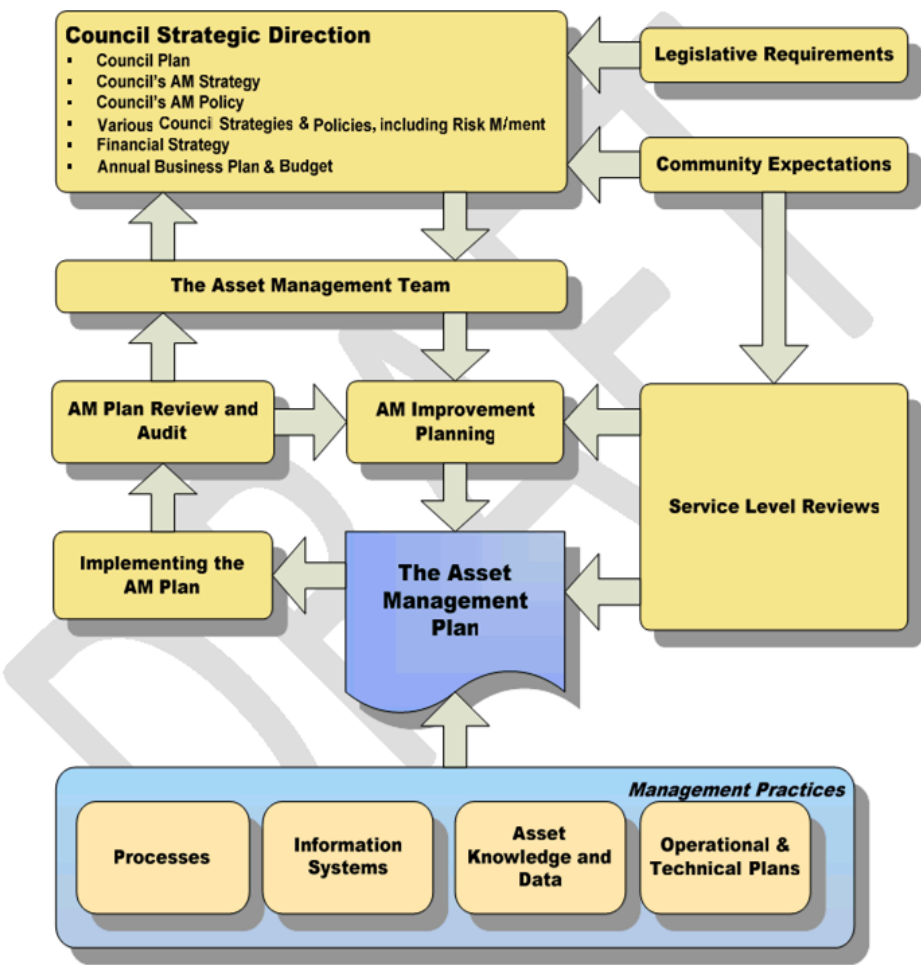 Council Strategic Direction
▪ Council Plan
▪ Council's AM Strategy
▪ Council's AM Policy
▪ Various Council Strategies & Policies, including Risk M/ment
▪ Financial Strategy
▪ Annual Business Plan & Budget
Legislative Requirements
Community Expectations
The Asset Management Team
AM Plan Review and
Audit
AM Improvement
Planning
Service Level Reviews
Implementing the
AM Plan
The Asset
Management
Plan
Management Practices
Processes
Information
Systems
Asset
Knowledge and
Data
Operational &
Technical Plans
DRAFT